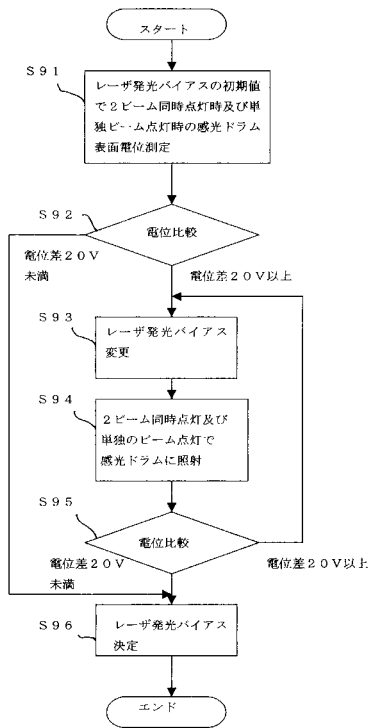 スタート
S91
レーザ発光バイアスの初期値
で2ビーム同時点灯時及び単
独ビーム点灯時の感光ドラム
表面電位測定
S92
電位比較
電位差20V
未満
電位差20V以上
S93
レーザ発光バイアス
変更
S94
2ビーム同時点灯及び
単独のビーム点灯で
感光ドラムに照射
S95
電位比較
電位差20V
未満
電位差20V以上
S96
レーザ発光バイアス
決定
エンド